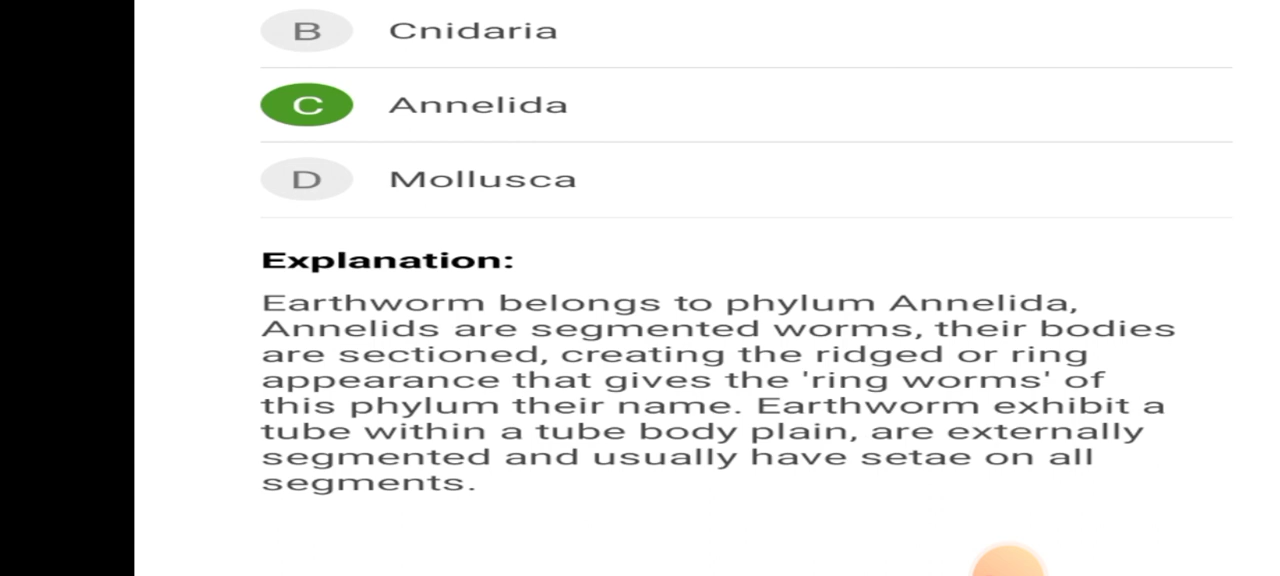 B Cnidaria
C Annelida
D Mollusca
Explanation:
Earthworm belongs to phylum Annelida,
Annelids are segmented worms, their bodies
are sectioned, creating the ridged or ring
appearance that gives the 'ring worms' of
this phylum their name. Earthworm exhibit a
tube within a tube body plain, are externally
segmented and usually have setae on all
segments.